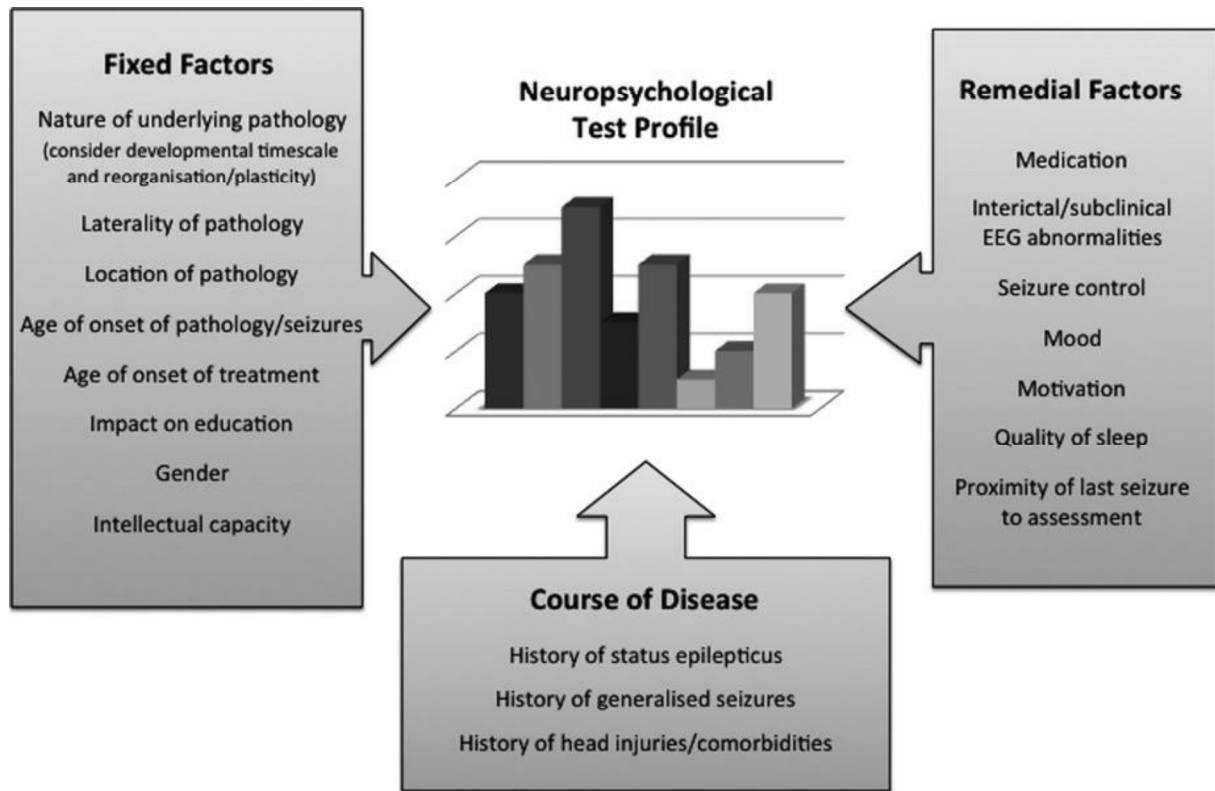 Fixed Factors
Nature of underlying pathology
(consider developmental timescale
and reorganisation/plasticity)
Laterality of pathology
Location of pathology
Age of onset of pathology/seizures
Age of onset of treatment
Impact on education
Gender
Intellectual capacity
Neuropsychological
Test Profile
Remedial Factors
Medication
Interictal/subclinical
EEG abnormalities
Seizure control
Mood
Motivation
Quality of sleep
Proximity of last seizure
to assessment
Course of Disease
History of status epilepticus
History of generalised seizures
History of head injuries/comorbidities